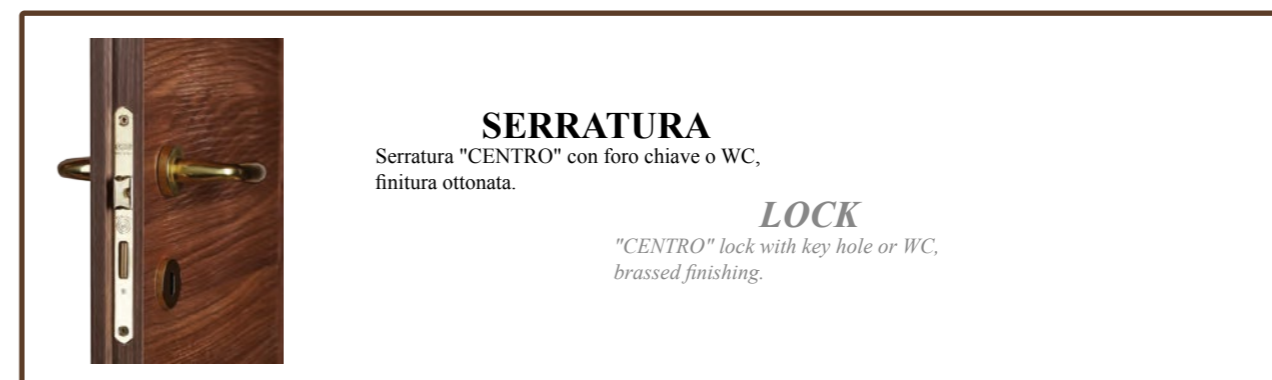 SERRATURA
Serratura "CENTRO" con foro chiave o WC,
finitura ottonata.
LOCK
"CENTRO" lock with key hole or WC,
brassed finishing.